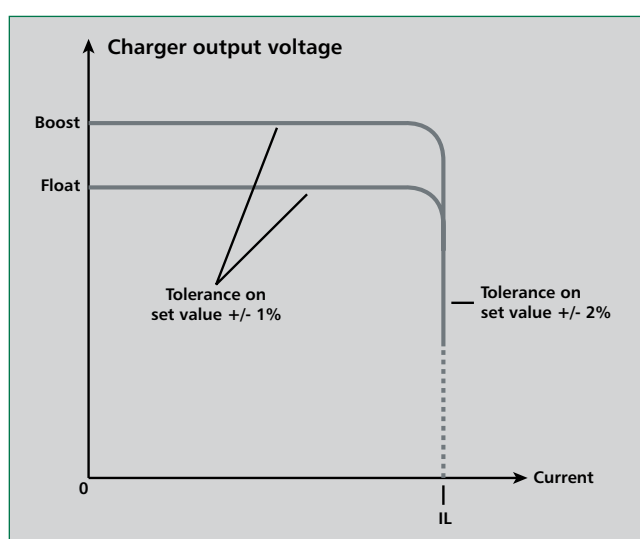 Charger output voltage
Boost
Float
Tolerance on
set value +/- 1%
Tolerance on
set value +/- 2%
0
Current
IL